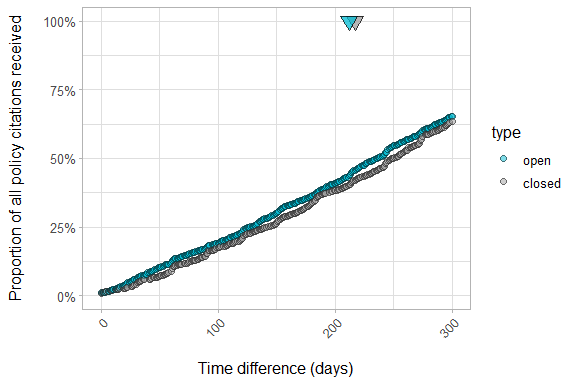 Proportion of all policy citations received
100%
75%
50%
25%
0%
0
100
200
300
Time difference (days)
type
open
closed